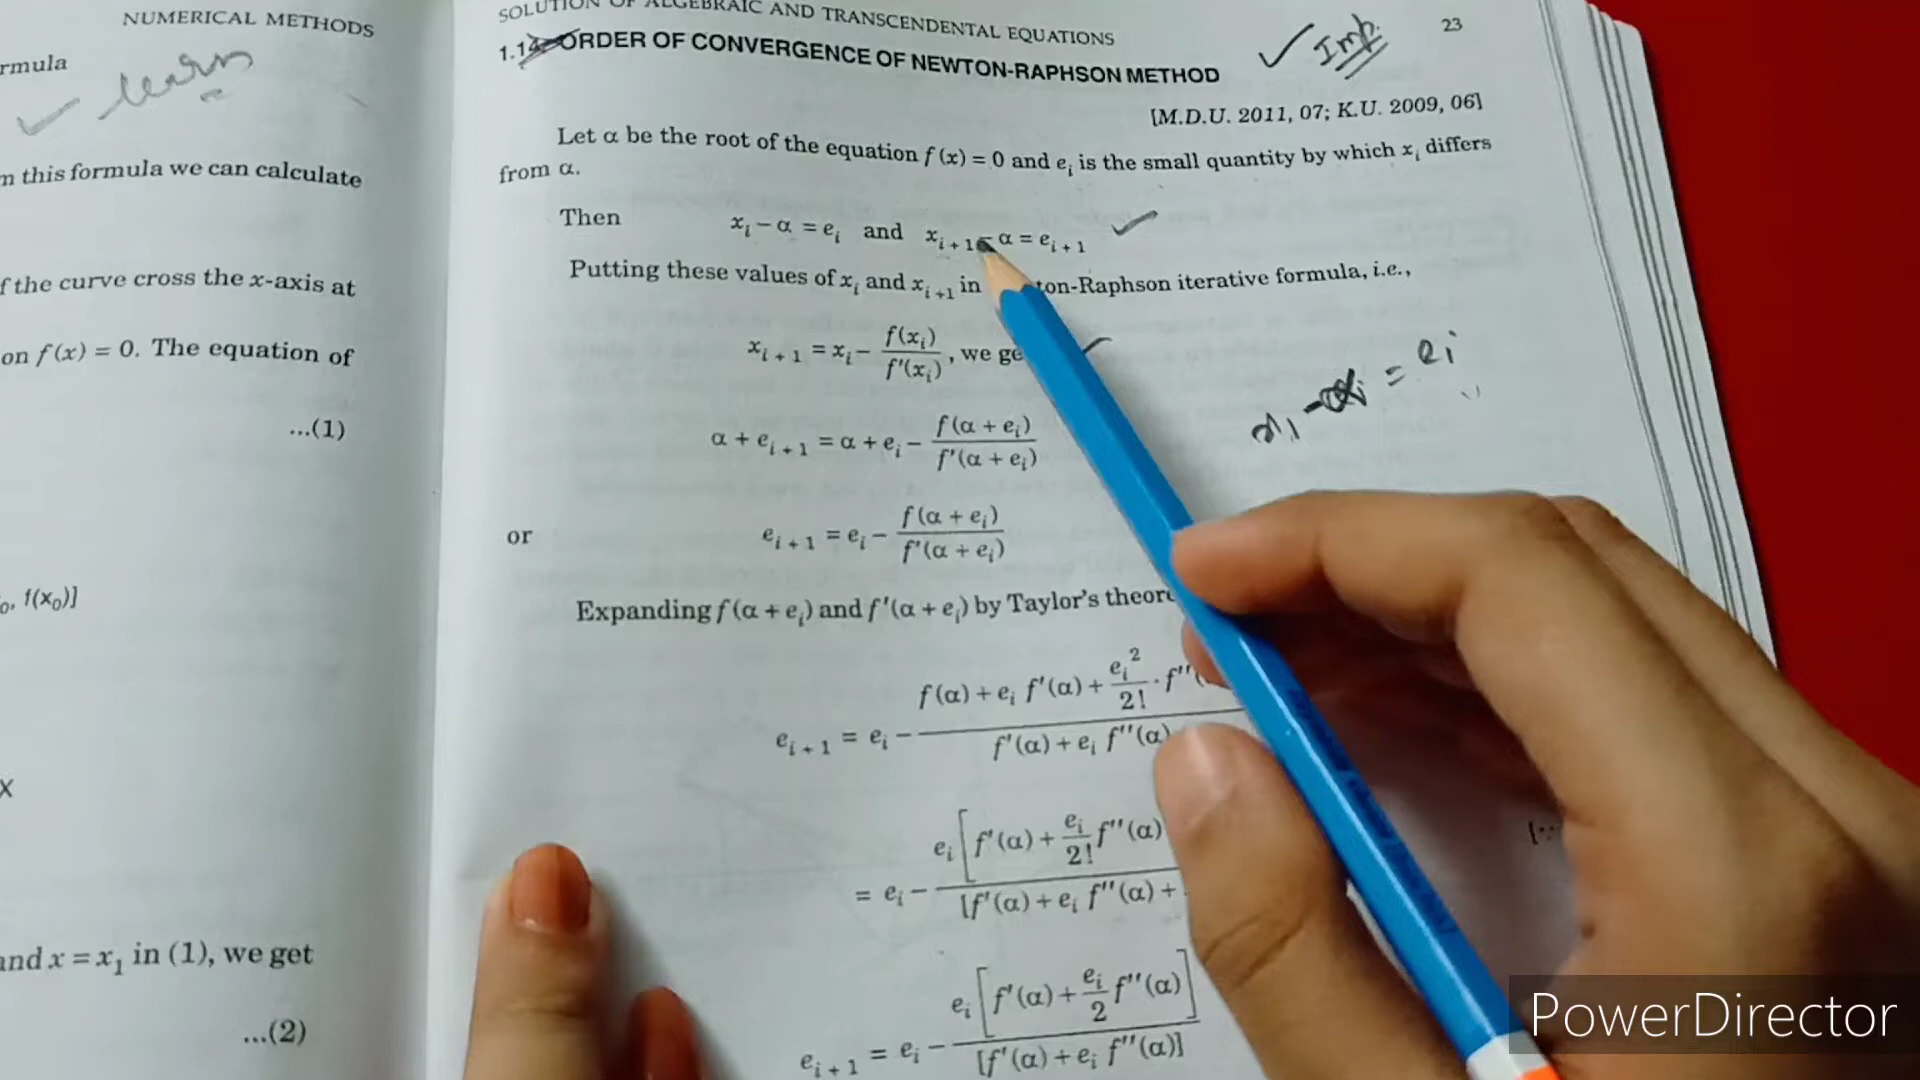 NUMERICAL METHODS
rmula
learn
m this formula we can calculate
f the curve cross the x-axis at
on f(x) = 0. The equation of
...(1)
0, f(x₀)]
X
and x = x₁ in (1), we get
...(2)
SOLUTION OF ALGEBRAIC AND TRANSCENDENTAL EQUATIONS
23
1.14 ORDER OF CONVERGENCE OF NEWTON-RAPHSON METHOD
Imp.
[M.D.U. 2011, 07; K.U. 2009, 06]
Let α be the root of the equation f (x) = 0 and eᵢ is the small quantity by which xᵢ differs
from α.
Then xᵢ – α = eᵢ and xᵢ₊₁ – α = eᵢ₊₁
Putting these values of xᵢ and xᵢ₊₁ in ton-Raphson iterative formula, i.e.,
xᵢ₊₁ = xᵢ – f(xᵢ)/f'(xᵢ) , we ge
= eᵢ
α + eᵢ₊₁ = α + eᵢ – f(α + eᵢ)/f'(α + eᵢ)
or eᵢ₊₁ = eᵢ – f(α + eᵢ)/f'(α + eᵢ)
Expanding f (α + eᵢ) and f'(α + eᵢ) by Taylor's theore
f(α) + eᵢ f'(α) + eᵢ²/2! · f''(
eᵢ₊₁ = eᵢ –
f'(α) + eᵢ f''(α)
eᵢ [f'(α) + eᵢ/2! f''(α)
= eᵢ –
[f'(α) + eᵢ f''(α) +
[∵
eᵢ [f'(α) + eᵢ/2 f''(α)]
eᵢ₊₁ = eᵢ –
[f'(α) + eᵢ f''(α)]
PowerDirector